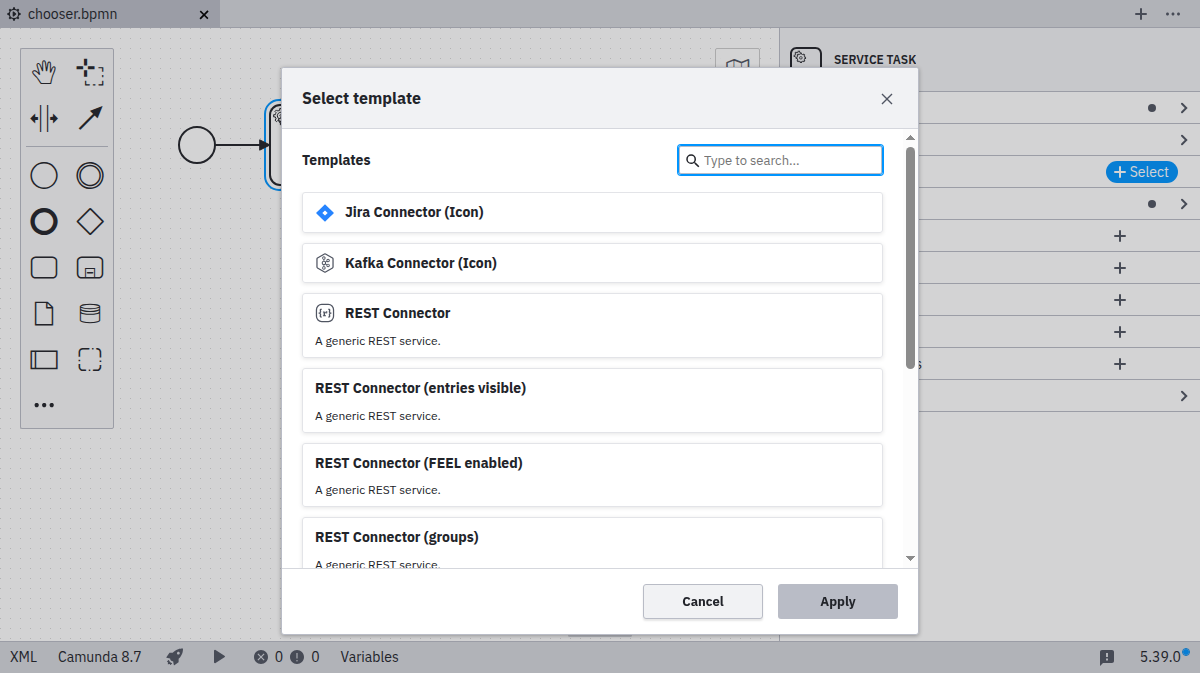 chooser.bpmn
SERVICE TASK
Select template
Templates
Type to search...
Select
Jira Connector (Icon)
Kafka Connector (Icon)
{r}
REST Connector
A generic REST service.
REST Connector (entries visible)
A generic REST service.
REST Connector (FEEL enabled)
A generic REST service.
REST Connector (groups)
A generic REST service.
Cancel
Apply
XML
Camunda 8.7
0
0
Variables
5.39.0